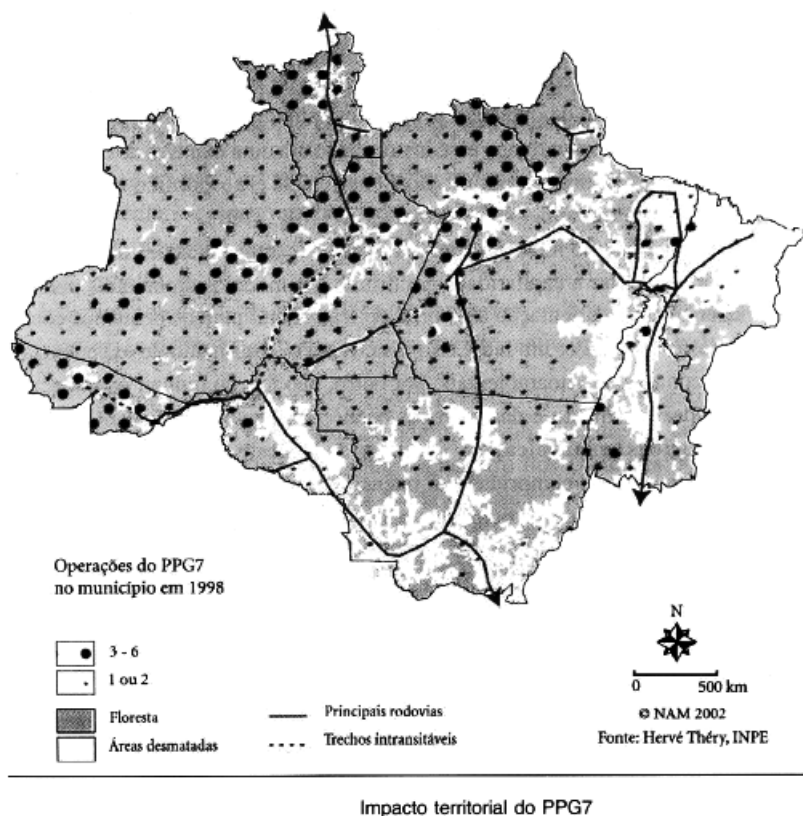 Operações do PPG7
no município em 1998
3 - 6
1 ou 2
Floresta
Áreas desmatadas
Principais rodovias
Trechos intransitáveis
N
0 500 km
© NAM 2002
Fonte: Hervé Théry, INPE
Impacto territorial do PPG7